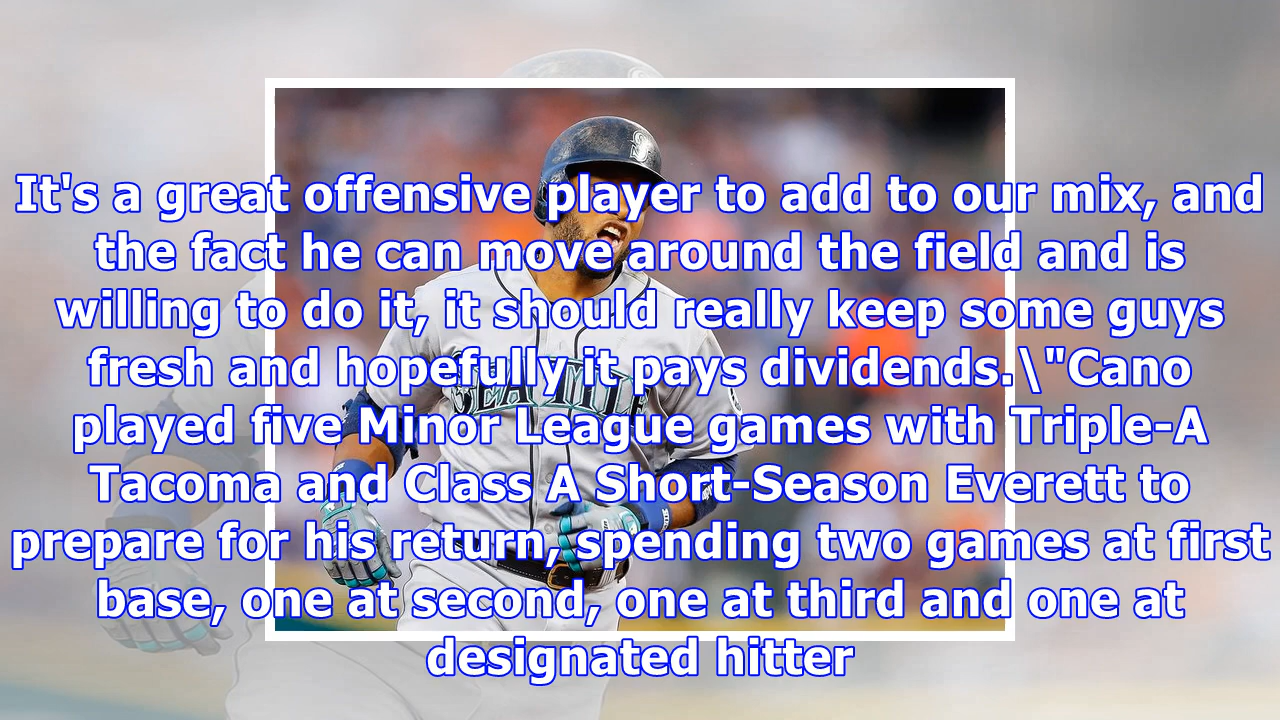 It's a great offensive player to add to our mix, and
the fact he can move around the field and is
willing to do it, it should really keep some guys
fresh and hopefully it pays dividends.\"Cano
played five Minor League games with Triple-A
Tacoma and Class A Short-Season Everett to
prepare for his return, spending two games at first
base, one at second, one at third and one at
designated hitter
SEATTLE